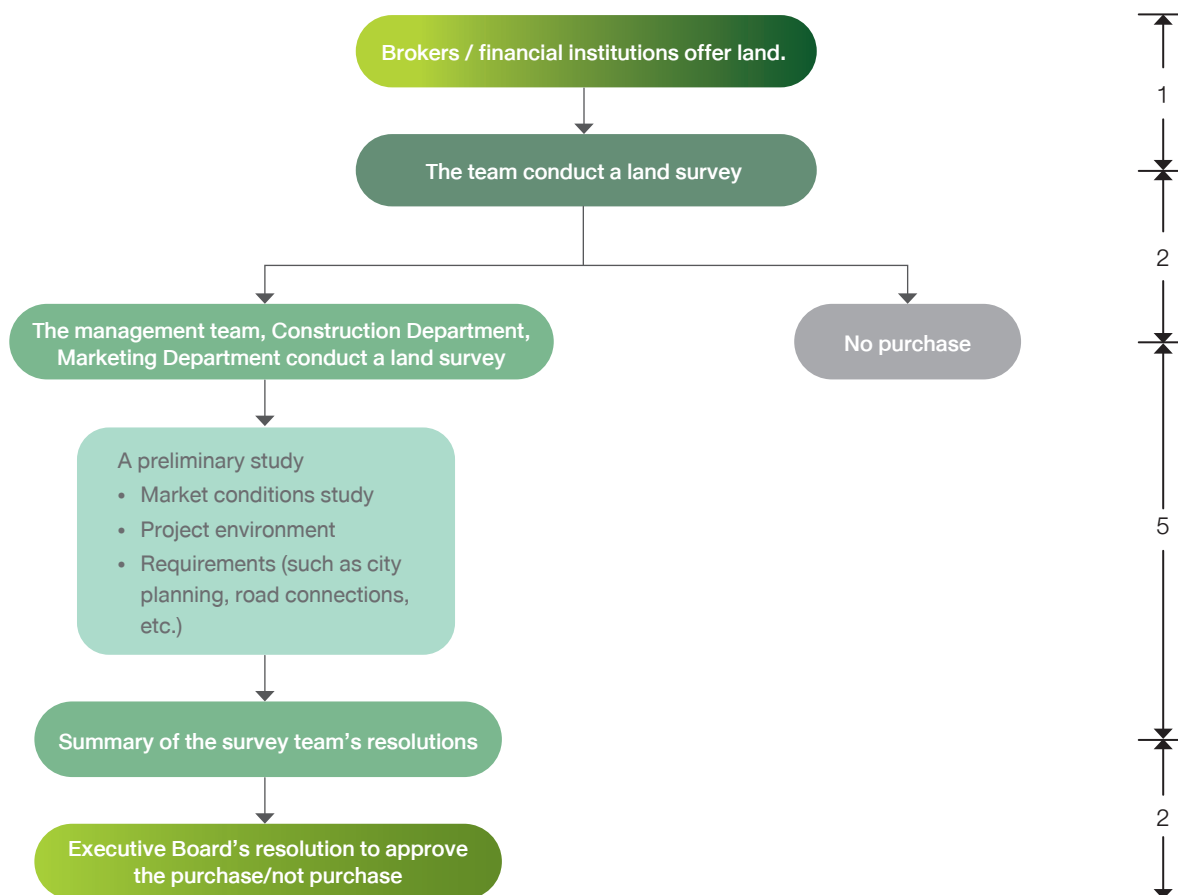 Brokers / financial institutions offer land.
1
The team conduct a land survey
2
The management team, Construction Department,
Marketing Department conduct a land survey
No purchase
A preliminary study
• Market conditions study
• Project environment
• Requirements (such as city
planning, road connections,
etc.)
5
Summary of the survey team's resolutions
2
Executive Board's resolution to approve
the purchase/not purchase